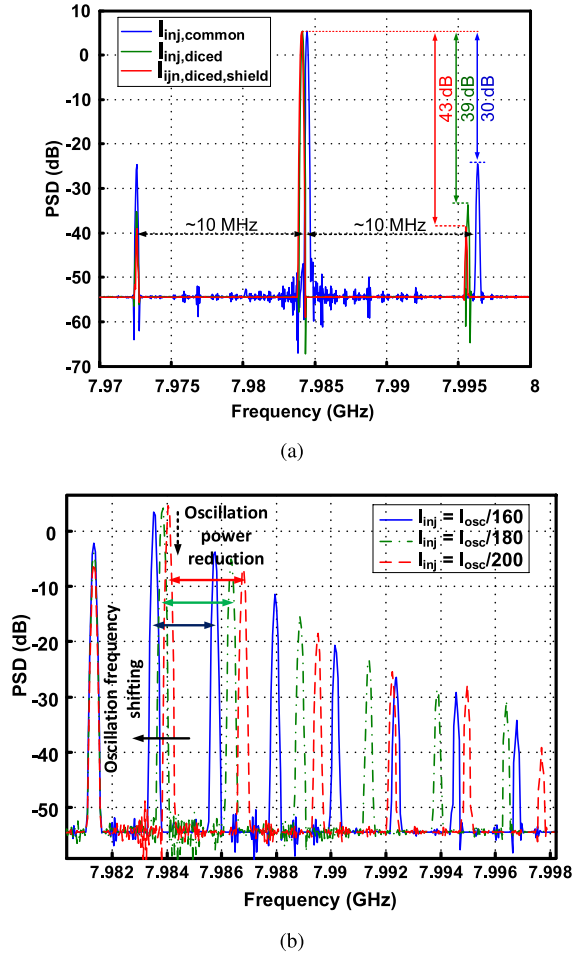 (a)
I inj,common
I inj,diced
I ijn,diced,shield
43 dB
39 dB
30 dB
~10 MHz
~10 MHz
PSD (dB)
10
0
-10
-20
-30
-40
-50
-60
-70
7.97
7.975
7.98
7.985
7.99
7.995
8
Frequency (GHz)
(a)
Oscillation
power
reduction
I inj = I osc/160
I inj = I osc/180
I inj = I osc/200
Oscillation frequency
shifting
PSD (dB)
0
-10
-20
-30
-40
-50
7.982
7.984
7.986
7.988
7.99
7.992
7.994
7.996
7.998
Frequency (GHz)
(b)